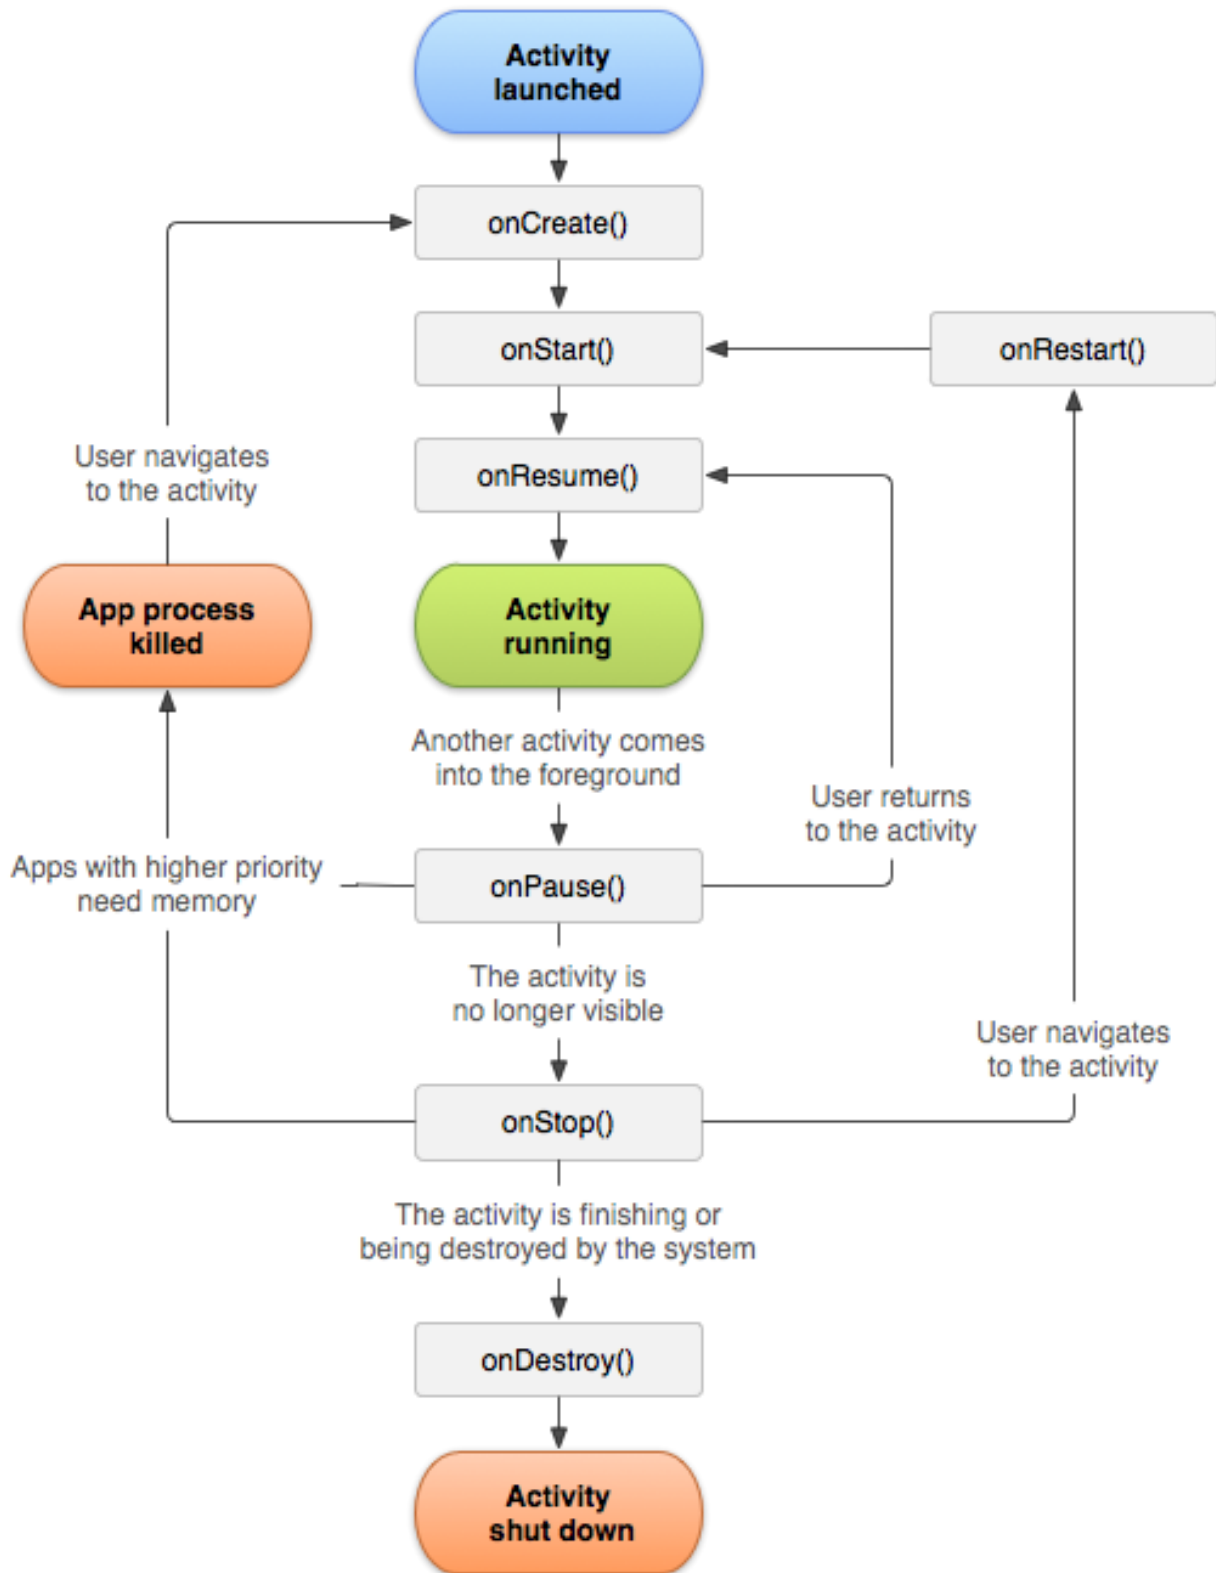 Activity
launched
onCreate()
onStart()
onRestart()
User navigates
to the activity
onResume()
App process
killed
Activity
running
Another activity comes
into the foreground
User returns
to the activity
Apps with higher priority
need memory
onPause()
The activity is
no longer visible
User navigates
to the activity
onStop()
The activity is finishing or
being destroyed by the system
onDestroy()
Activity
shut down